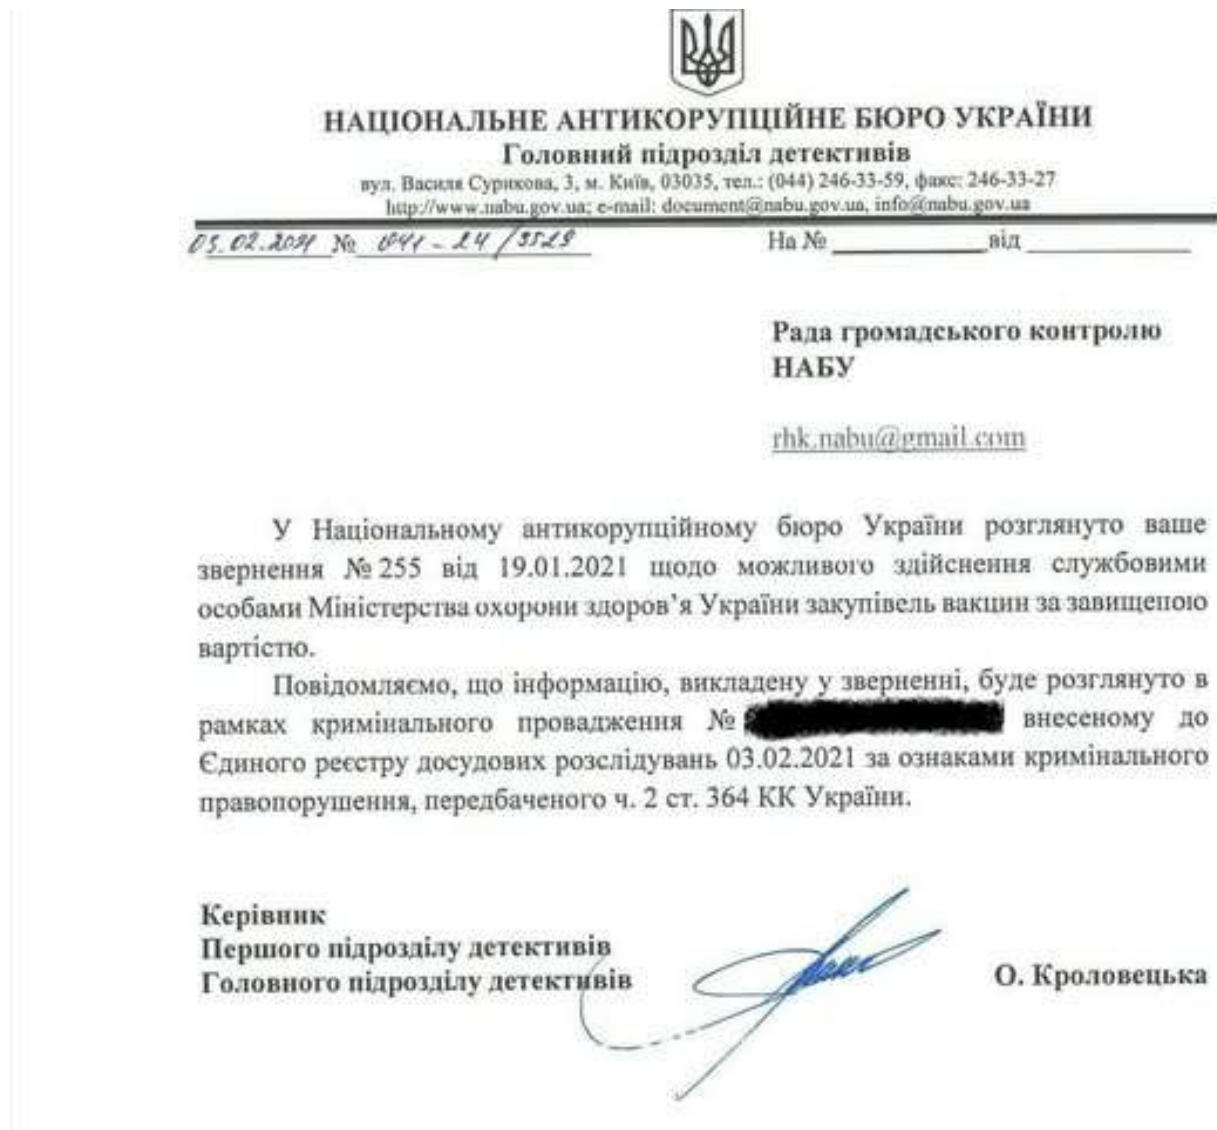 НАЦІОНАЛЬНЕ АНТИКОРУПЦІЙНЕ БЮРО УКРАЇНИ
Головний підрозділ детективів
вул. Василя Сурикова, 3, м. Київ, 03035, тел.: (044) 246-33-59, факс: 246-33-27
http://www.nabu.gov.ua; e-mail: document@nabu.gov.ua, info@nabu.gov.ua
№ 041-24/ На № від
Рада громадського контролю
НАБУ
rhk.nabu@gmail.com
У Національному антикорупційному бюро України розглянуто ваше
звернення № 255 від 19.01.2021 щодо можливого здійснення службовими
особами Міністерства охорони здоров’я України закупівель вакцин за завищеною
вартістю.
Повідомляємо, що інформацію, викладену у зверненні, буде розглянуто в
рамках кримінального провадження № внесеному до
Єдиного реєстру досудових розслідувань 03.02.2021 за ознаками кримінального
правопорушення, передбаченого ч. 2 ст. 364 КК України.
Керівник
Першого підрозділу детективів
Головного підрозділу детективів О. Кроловецька